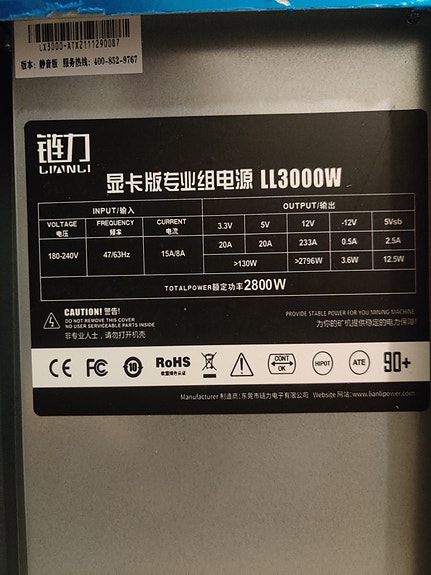 LX3000-ATX2111290087
版本: 静音版 服务热线: 400-852-9767
链力
LIANLI
显卡版专业组电源 LL3000W
INPUT/输入 OUTPUT/输出
VOLTAGE 电压 FREQUENCY 频率 CURRENT 电流 3.3V 5V 12V -12V 5Vsb
180-240V 47/63Hz 15A/8A 20A 20A 233A 0.5A 2.5A
>130W >2796W 3.6W 12.5W
TOTALPOWER额定功率2800W
CAUTION! 警告!
DO NOT REMOVE THIS COVER
NO USER SERVICEABLE PARTS INSIDE
非专业人士，请勿打开机壳
PROVIDE STABLE POWER FOR YOU MINING MACHINE
为你的矿机提供稳定的电力保障!
CE FC 10 RoHS CONT OK HIPOT ATE 90+
Manufacturer 制造商:东莞市链力电子有限公司 Website 网站:www.lianlipower.com